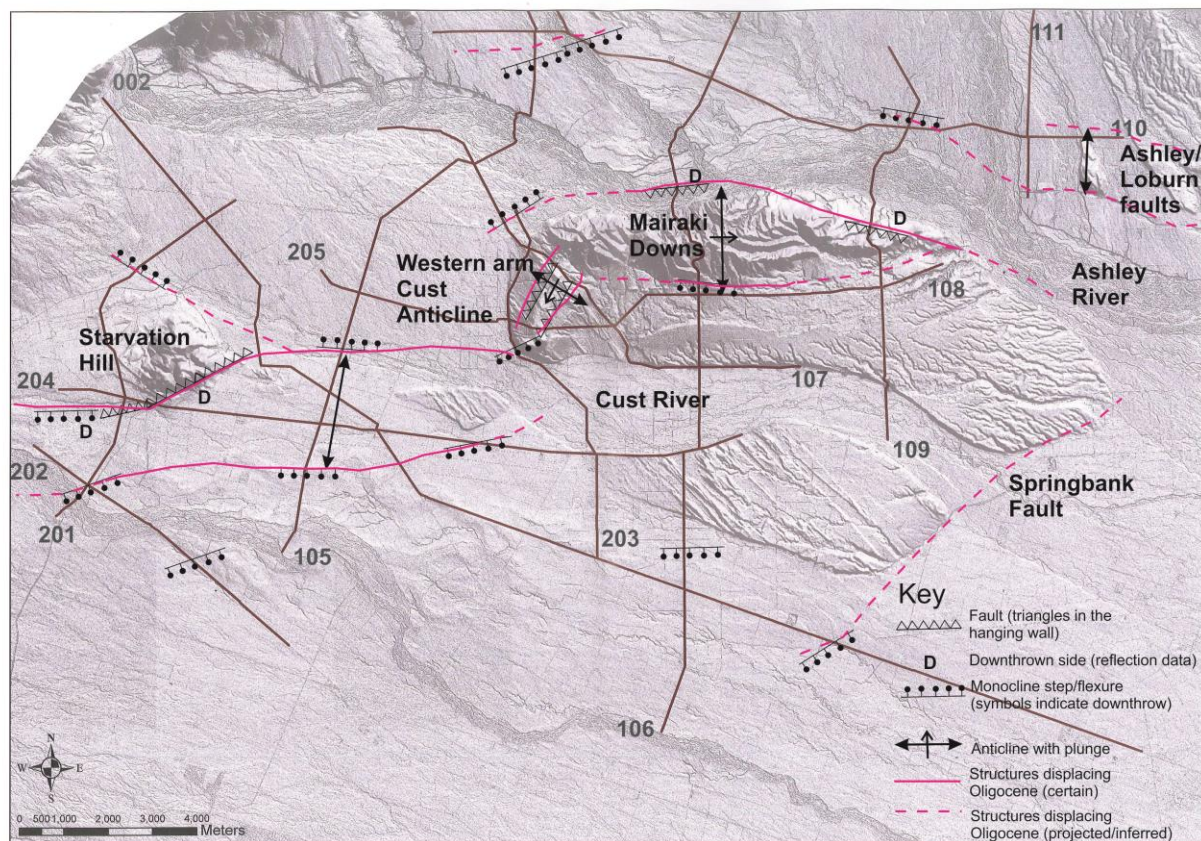 002
111
110
Ashley/
Loburn
faults
D
D
Mairaki
Downs
205
Western arm
Cust
Anticline
Ashley
River
108
Starvation
Hill
204
D
D
107
Cust River
109
202
201
105
203
Springbank
Fault
106
Key
Fault (triangles in the
hanging wall)
D Downthrown side (reflection data)
Monocline step/flexure
(symbols indicate downthrow)
Anticline with plunge
Structures displacing
Oligocene (certain)
Structures displacing
Oligocene (projected/inferred)
N
W E
S
0 500 1,000 2,000 3,000 4,000
Meters